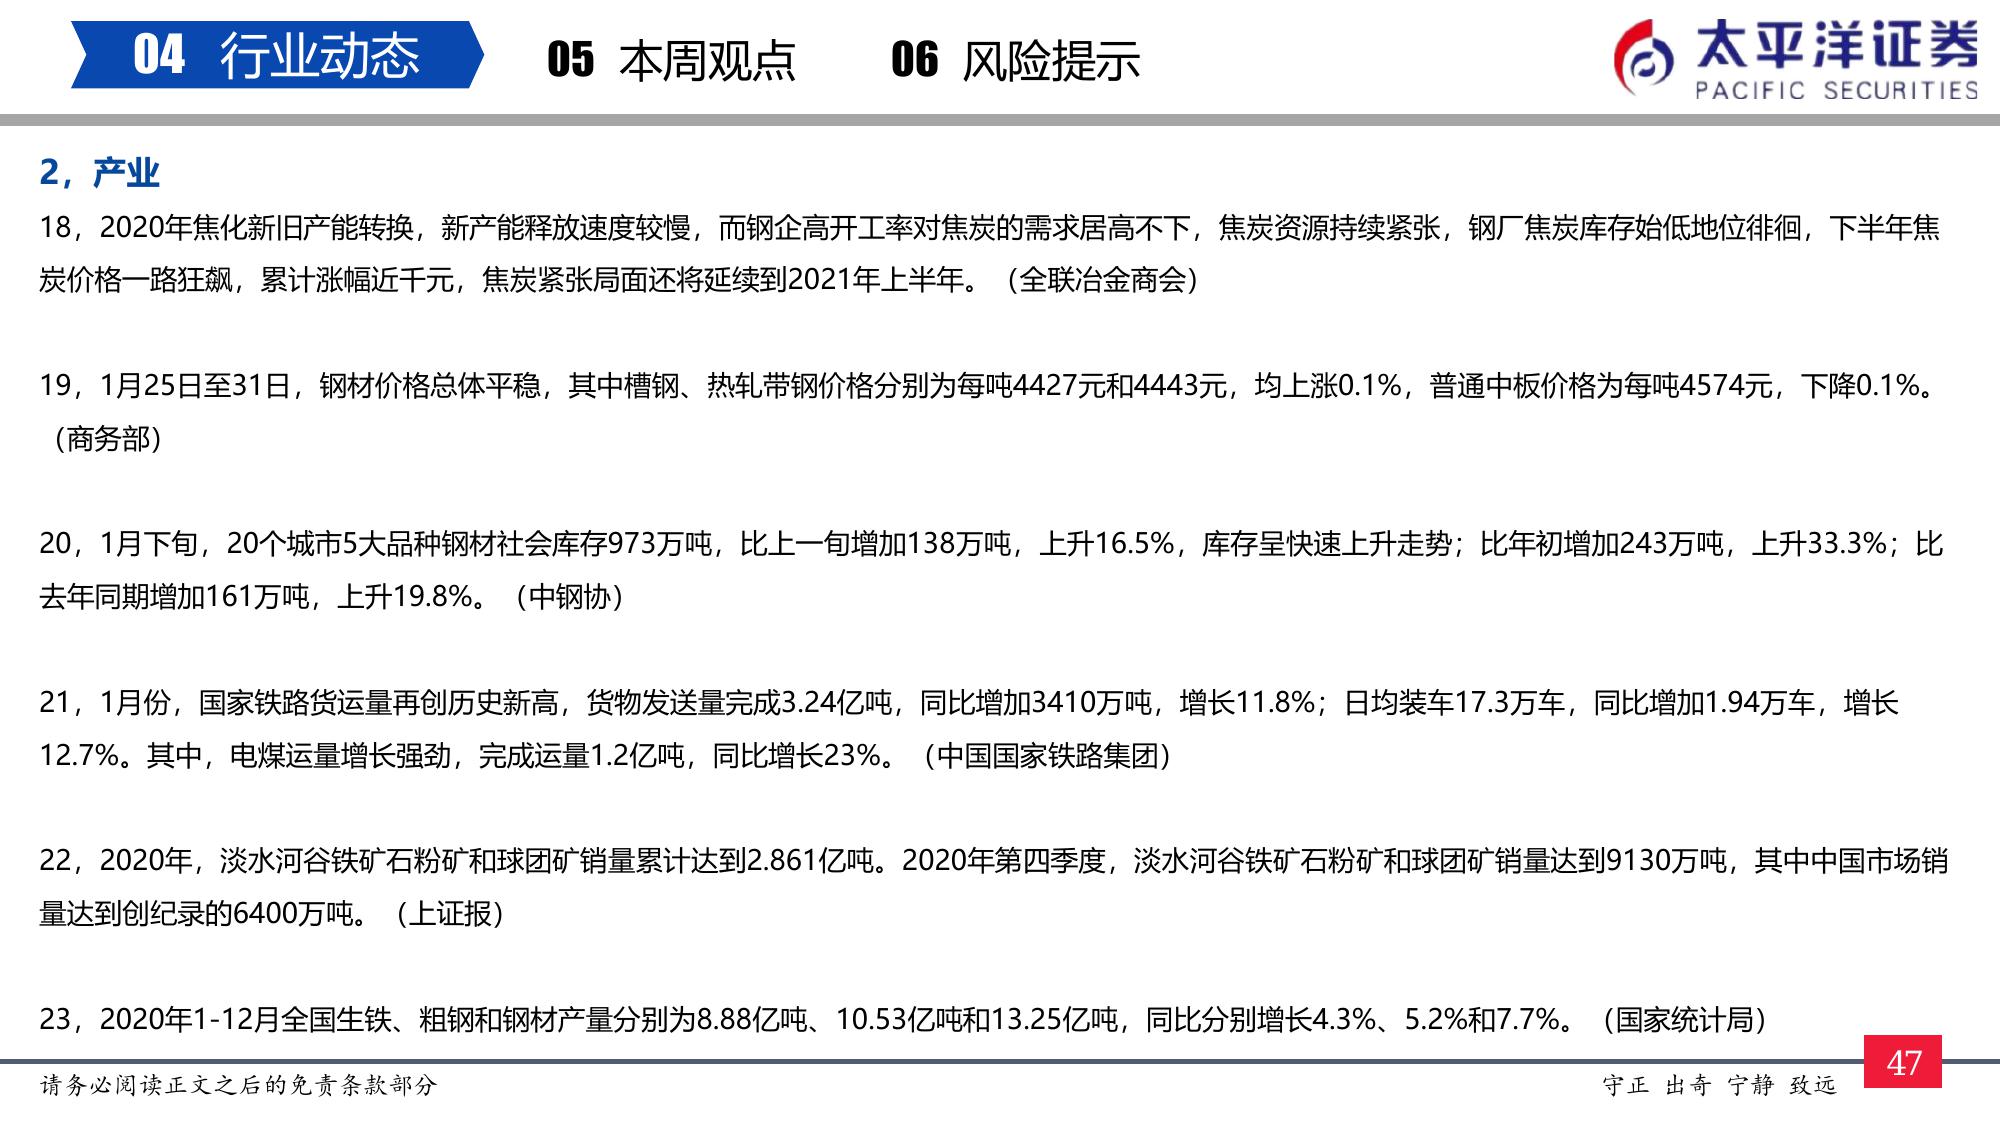 04 行业动态 05 本周观点 06 风险提示
太平洋证券
PACIFIC SECURITIES
2，产业
18，2020年焦化新旧产能转换，新产能释放速度较慢，而钢企高开工率对焦炭的需求居高不下，焦炭资源持续紧张，钢厂焦炭库存始低地位徘徊，下半年焦
炭价格一路狂飙，累计涨幅近千元，焦炭紧张局面还将延续到2021年上半年。（全联冶金商会）
19，1月25日至31日，钢材价格总体平稳，其中槽钢、热轧带钢价格分别为每吨4427元和4443元，均上涨0.1%，普通中板价格为每吨4574元，下降0.1%。
（商务部）
20，1月下旬，20个城市5大品种钢材社会库存973万吨，比上一旬增加138万吨，上升16.5%，库存呈快速上升走势；比年初增加243万吨，上升33.3%；比
去年同期增加161万吨，上升19.8%。（中钢协）
21，1月份，国家铁路货运量再创历史新高，货物发送量完成3.24亿吨，同比增加3410万吨，增长11.8%；日均装车17.3万车，同比增加1.94万车，增长
12.7%。其中，电煤运量增长强劲，完成运量1.2亿吨，同比增长23%。（中国国家铁路集团）
22，2020年，淡水河谷铁矿石粉矿和球团矿销量累计达到2.861亿吨。2020年第四季度，淡水河谷铁矿石粉矿和球团矿销量达到9130万吨，其中中国市场销
量达到创纪录的6400万吨。（上证报）
23，2020年1-12月全国生铁、粗钢和钢材产量分别为8.88亿吨、10.53亿吨和13.25亿吨，同比分别增长4.3%、5.2%和7.7%。（国家统计局）
47
请务必阅读正文之后的免责条款部分
守正 出奇 宁静 致远